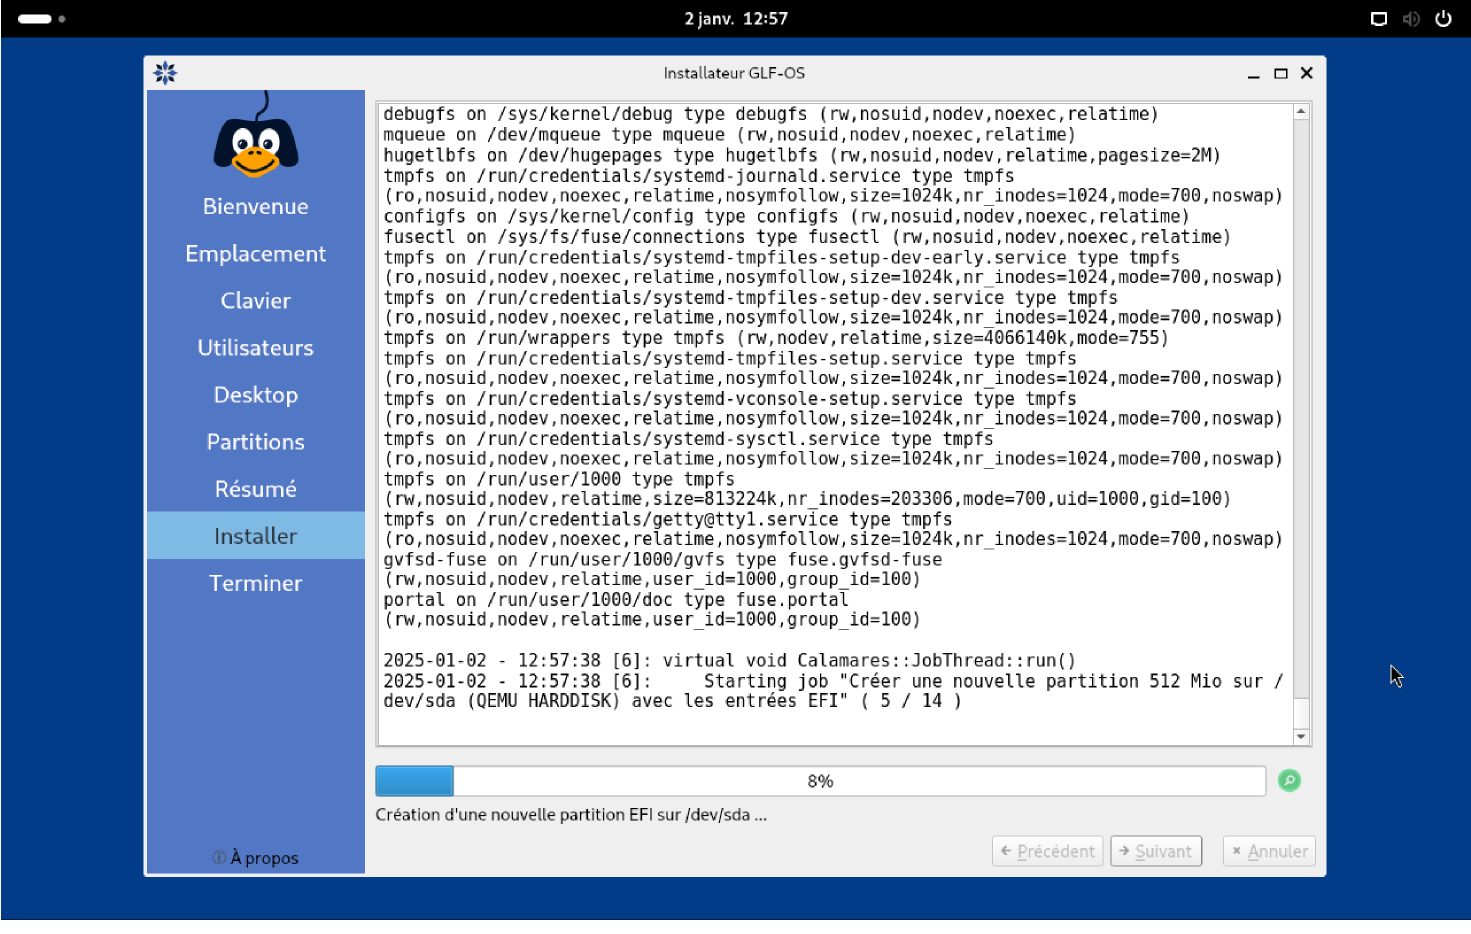 2 janv. 12:57
Installateur GLF-OS
Bienvenue
Emplacement
Clavier
Utilisateurs
Desktop
Partitions
Résumé
Installer
Terminer
À propos
debugfs on /sys/kernel/debug type debugfs (rw,nosuid,nodev,noexec,relatime)
mqueue on /dev/mqueue type mqueue (rw,nosuid,nodev,noexec,relatime)
hugetlbfs on /dev/hugepages type hugetlbfs (rw,nosuid,nodev,relatime,pagesize=2M)
tmpfs on /run/credentials/systemd-journald.service type tmpfs
(ro,nosuid,nodev,noexec,relatime,nosymfollow,size=1024k,nr_inodes=1024,mode=700,noswap)
configfs on /sys/kernel/config type configfs (rw,nosuid,nodev,noexec,relatime)
fusectl on /sys/fs/fuse/connections type fusectl (rw,nosuid,nodev,noexec,relatime)
tmpfs on /run/credentials/systemd-tmpfiles-setup-dev-early.service type tmpfs
(ro,nosuid,nodev,noexec,relatime,nosymfollow,size=1024k,nr_inodes=1024,mode=700,noswap)
tmpfs on /run/credentials/systemd-tmpfiles-setup-dev.service type tmpfs
(ro,nosuid,nodev,noexec,relatime,nosymfollow,size=1024k,nr_inodes=1024,mode=700,noswap)
tmpfs on /run/wrappers type tmpfs (rw,nodev,relatime,size=4066140k,mode=755)
tmpfs on /run/credentials/systemd-tmpfiles-setup.service type tmpfs
(ro,nosuid,nodev,noexec,relatime,nosymfollow,size=1024k,nr_inodes=1024,mode=700,noswap)
tmpfs on /run/credentials/systemd-vconsole-setup.service type tmpfs
(ro,nosuid,nodev,noexec,relatime,nosymfollow,size=1024k,nr_inodes=1024,mode=700,noswap)
tmpfs on /run/credentials/systemd-sysctl.service type tmpfs
(ro,nosuid,nodev,noexec,relatime,nosymfollow,size=1024k,nr_inodes=1024,mode=700,noswap)
tmpfs on /run/user/1000 type tmpfs
(rw,nosuid,nodev,relatime,size=813224k,nr_inodes=203306,mode=700,uid=1000,gid=100)
tmpfs on /run/credentials/getty@tty1.service type tmpfs
(ro,nosuid,nodev,noexec,relatime,nosymfollow,size=1024k,nr_inodes=1024,mode=700,noswap)
gvfsd-fuse on /run/user/1000/gvfs type fuse.gvfsd-fuse
(rw,nosuid,nodev,relatime,user_id=1000,group_id=100)
portal on /run/user/1000/doc type fuse.portal
(rw,nosuid,nodev,relatime,user_id=1000,group_id=100)
2025-01-02 - 12:57:38 [6]: virtual void Calamares::JobThread::run()
2025-01-02 - 12:57:38 [6]:     Starting job "Créer une nouvelle partition 512 Mio sur /
dev/sda (QEMU HARDDISK) avec les entrées EFI" ( 5 / 14 )
8%
Création d'une nouvelle partition EFI sur /dev/sda ...
Précédent
Suivant
Annuler